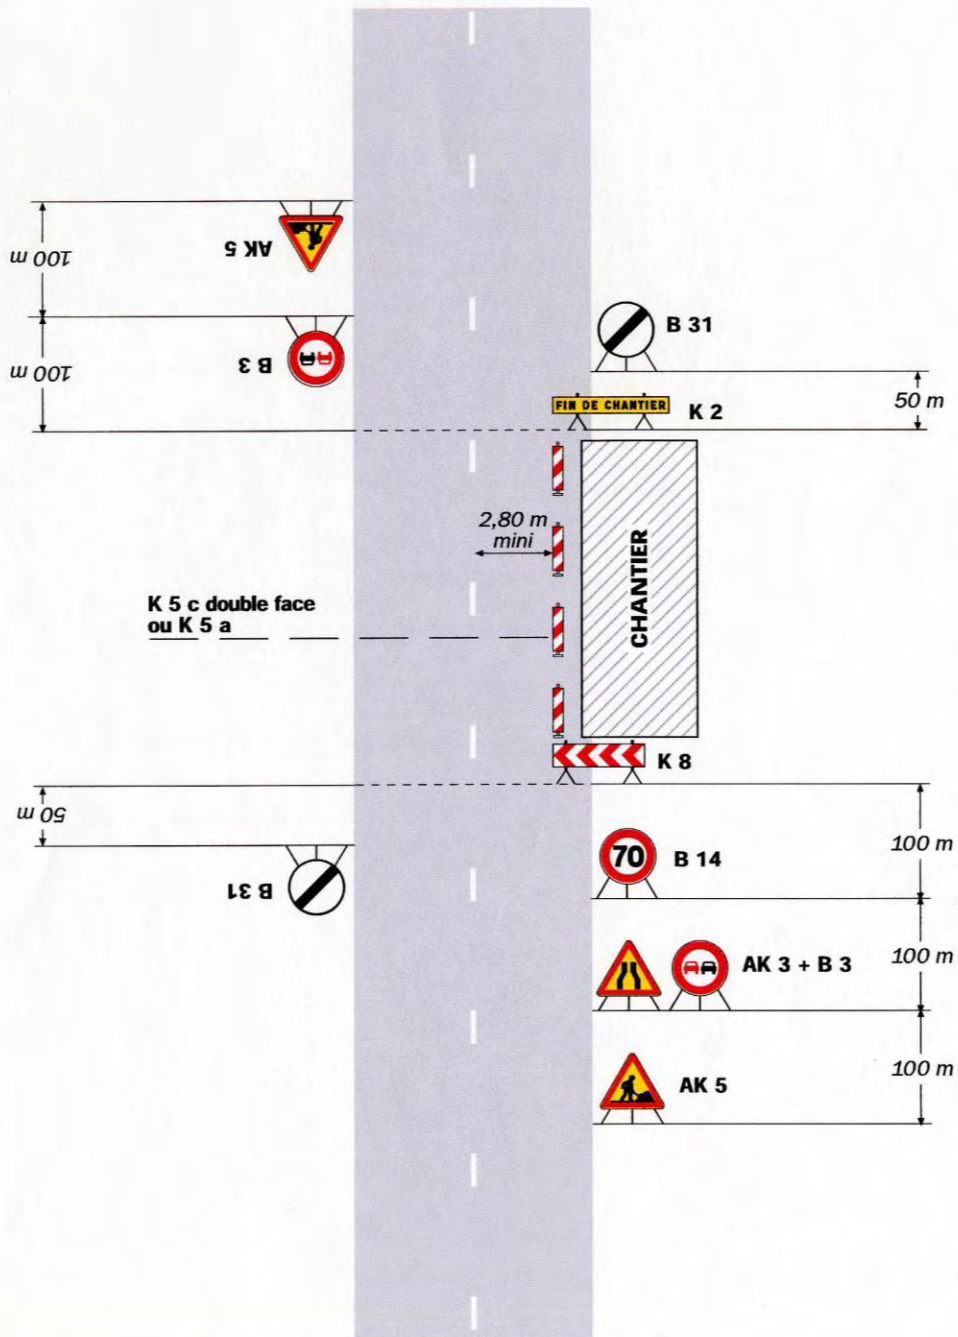 AK 5
100 m
B 3
100 m
B 31
50 m
FIN DE CHANTIER
K 2
2,80 m
mini
CHANTIER
K 5 c double face
ou K 5 a
K 8
50 m
B 31
70
B 14
100 m
AK 3 + B 3
100 m
AK 5
100 m